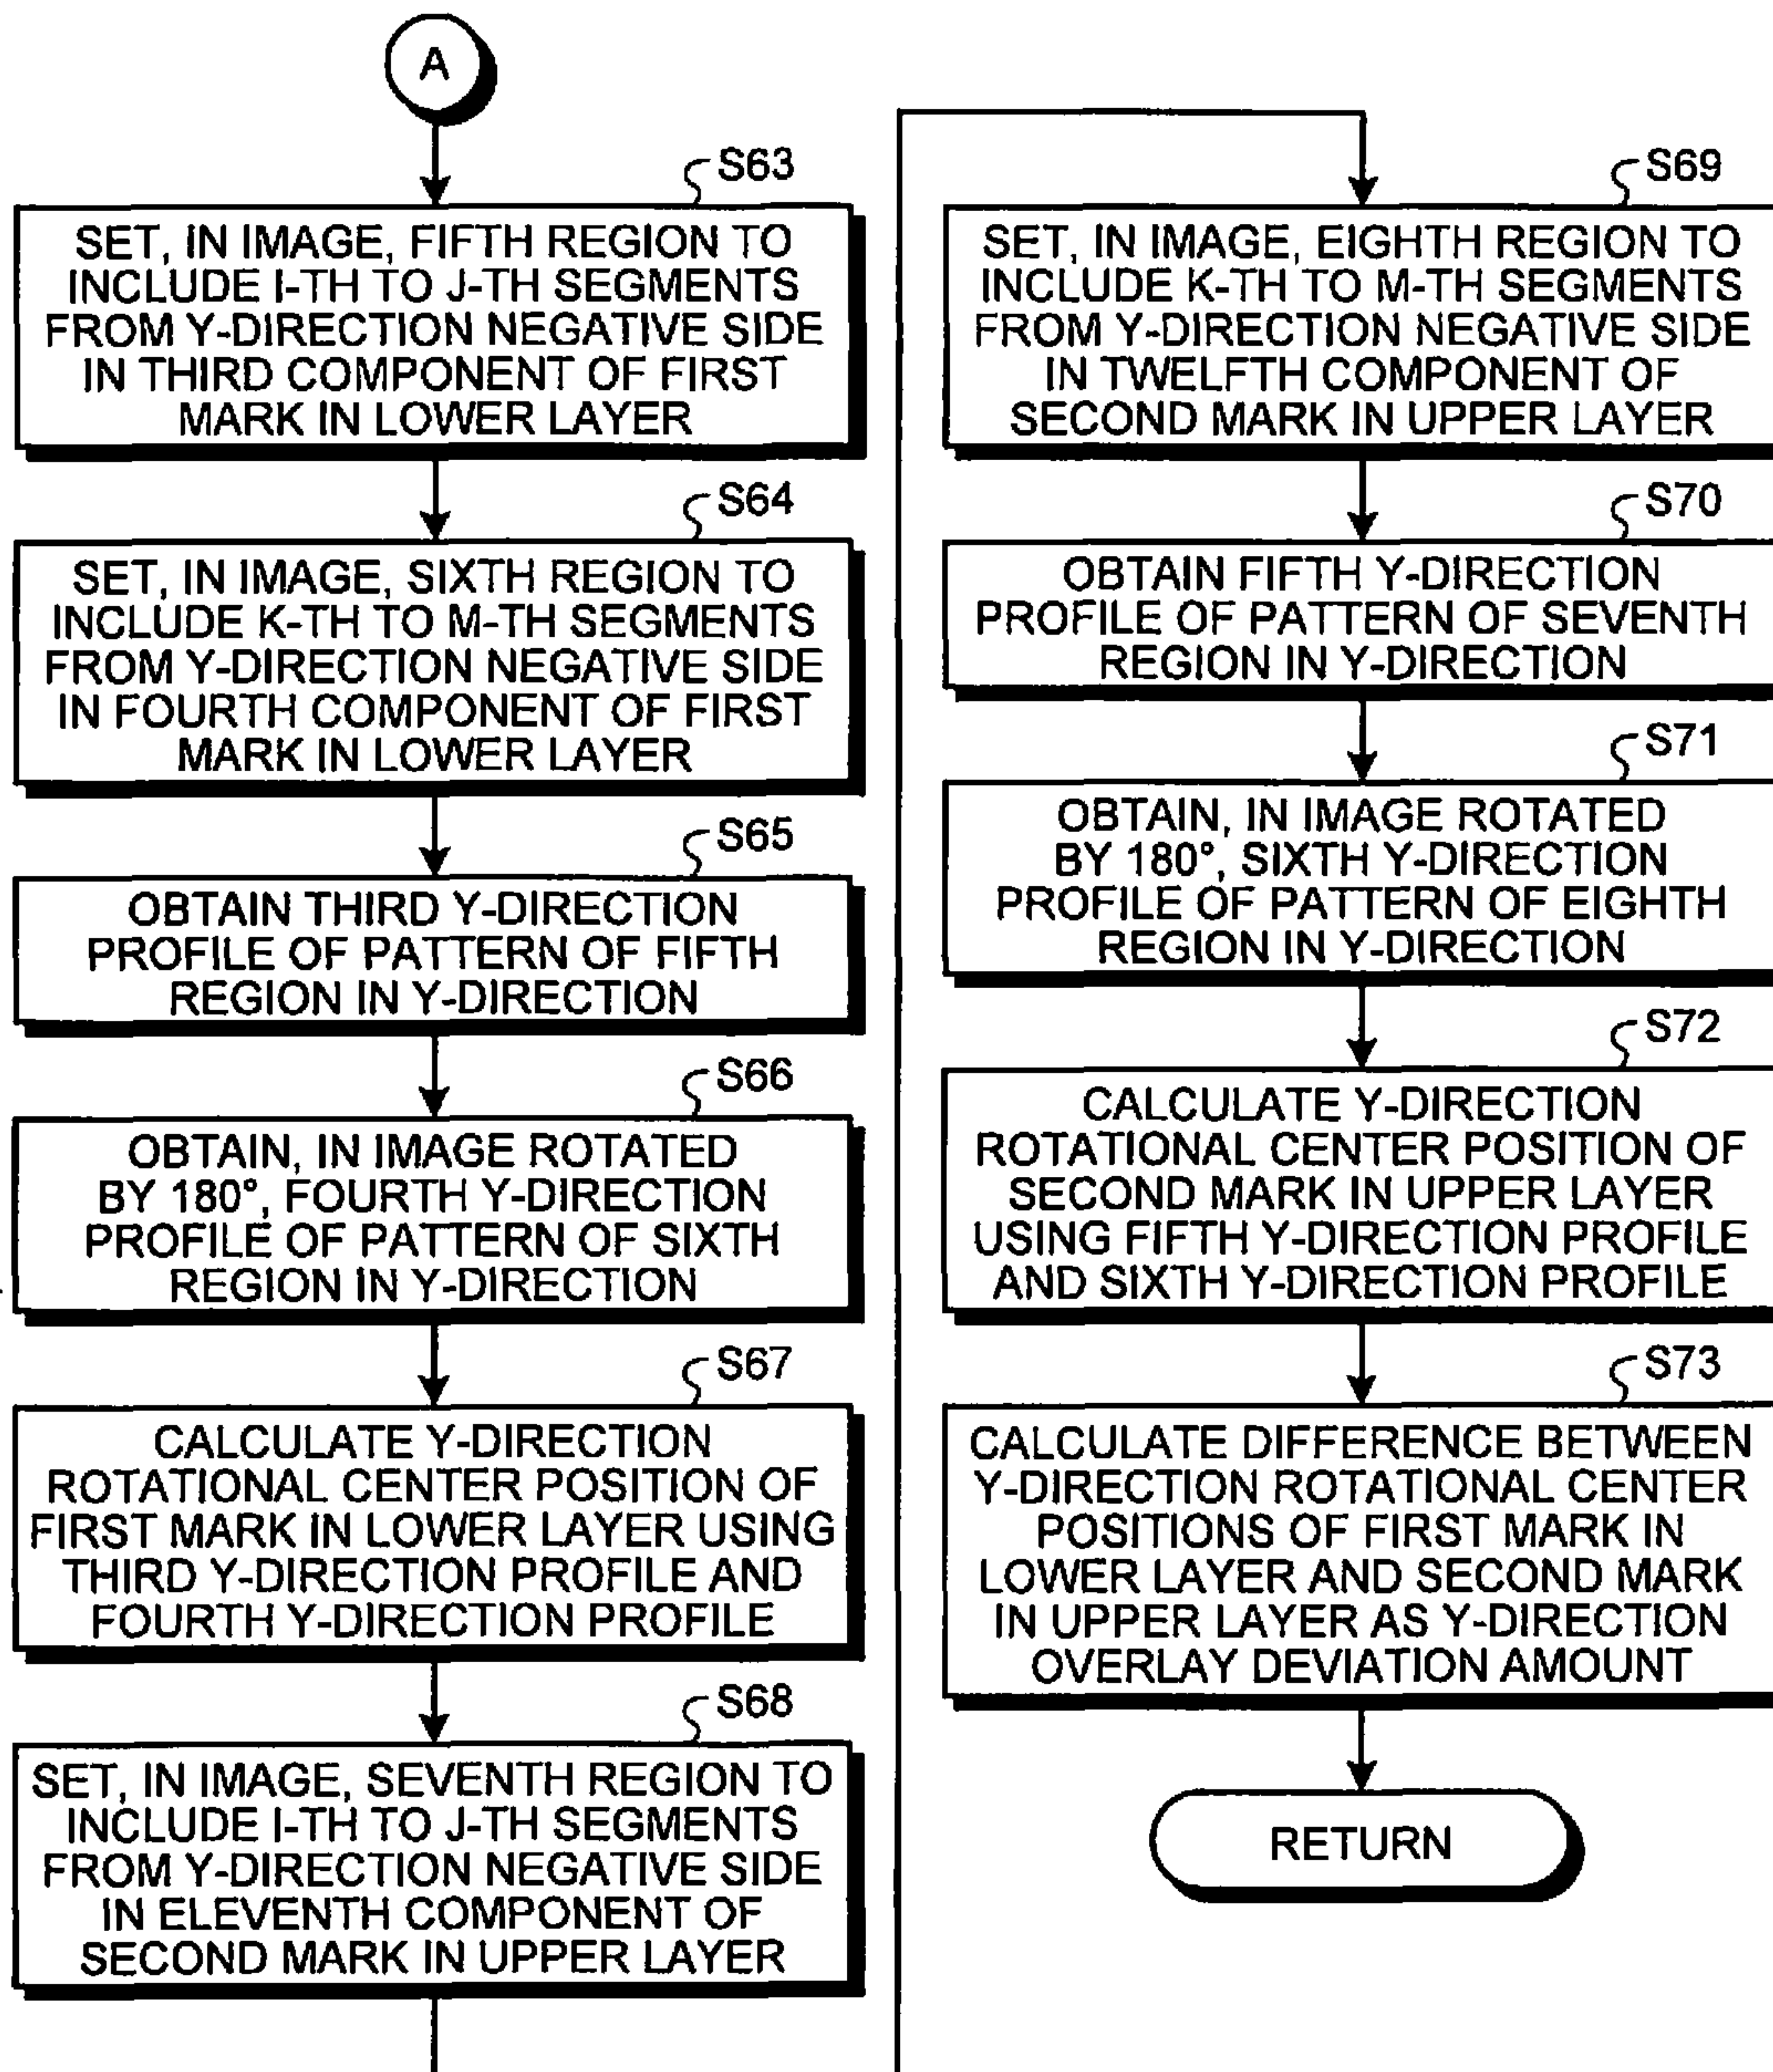 A
S63
SET, IN IMAGE, FIFTH REGION TO
INCLUDE I-TH TO J-TH SEGMENTS
FROM Y-DIRECTION NEGATIVE SIDE
IN THIRD COMPONENT OF FIRST
MARK IN LOWER LAYER
S64
SET, IN IMAGE, SIXTH REGION TO
INCLUDE K-TH TO M-TH SEGMENTS
FROM Y-DIRECTION NEGATIVE SIDE
IN FOURTH COMPONENT OF FIRST
MARK IN LOWER LAYER
S65
OBTAIN THIRD Y-DIRECTION
PROFILE OF PATTERN OF FIFTH
REGION IN Y-DIRECTION
S66
OBTAIN, IN IMAGE ROTATED
BY 180°, FOURTH Y-DIRECTION
PROFILE OF PATTERN OF SIXTH
REGION IN Y-DIRECTION
S67
CALCULATE Y-DIRECTION
ROTATIONAL CENTER POSITION OF
FIRST MARK IN LOWER LAYER USING
THIRD Y-DIRECTION PROFILE AND
FOURTH Y-DIRECTION PROFILE
S68
SET, IN IMAGE, SEVENTH REGION TO
INCLUDE I-TH TO J-TH SEGMENTS
FROM Y-DIRECTION NEGATIVE SIDE
IN ELEVENTH COMPONENT OF
SECOND MARK IN UPPER LAYER
S69
SET, IN IMAGE, EIGHTH REGION TO
INCLUDE K-TH TO M-TH SEGMENTS
FROM Y-DIRECTION NEGATIVE SIDE
IN TWELFTH COMPONENT OF
SECOND MARK IN UPPER LAYER
S70
OBTAIN FIFTH Y-DIRECTION
PROFILE OF PATTERN OF SEVENTH
REGION IN Y-DIRECTION
S71
OBTAIN, IN IMAGE ROTATED
BY 180°, SIXTH Y-DIRECTION
PROFILE OF PATTERN OF EIGHTH
REGION IN Y-DIRECTION
S72
CALCULATE Y-DIRECTION
ROTATIONAL CENTER POSITION OF
SECOND MARK IN UPPER LAYER
USING FIFTH Y-DIRECTION PROFILE
AND SIXTH Y-DIRECTION PROFILE
S73
CALCULATE DIFFERENCE BETWEEN
Y-DIRECTION ROTATIONAL CENTER
POSITIONS OF FIRST MARK IN
LOWER LAYER AND SECOND MARK
IN UPPER LAYER AS Y-DIRECTION
OVERLAY DEVIATION AMOUNT
RETURN